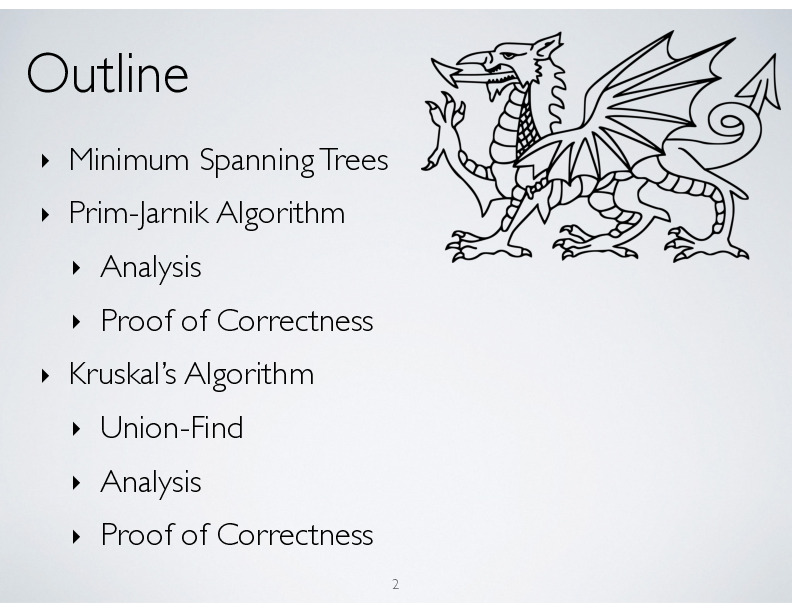 Outline
‣ Minimum Spanning Trees
‣ Prim-Jarnik Algorithm
‣ Analysis
‣ Proof of Correctness
‣ Kruskal’s Algorithm
‣ Union-Find
‣ Analysis
‣ Proof of Correctness
2